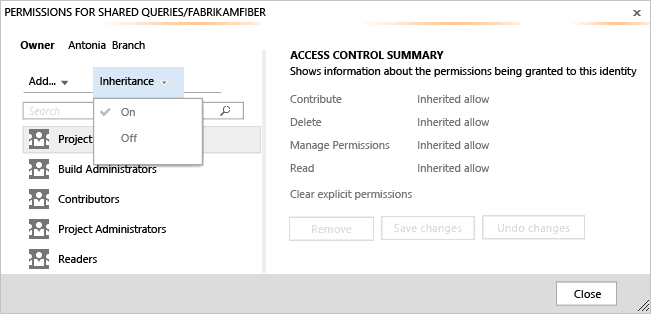 PERMISSIONS FOR SHARED QUERIES/FABRIKAMFIBER
Owner Antonia Branch
Add...
Inheritance
On
Off
Search
Project
Build Administrators
Contributors
Project Administrators
Readers
ACCESS CONTROL SUMMARY
Shows information about the permissions being granted to this identity
Contribute Inherited allow
Delete Inherited allow
Manage Permissions Inherited allow
Read Inherited allow
Clear explicit permissions
Remove Save changes Undo changes
Close